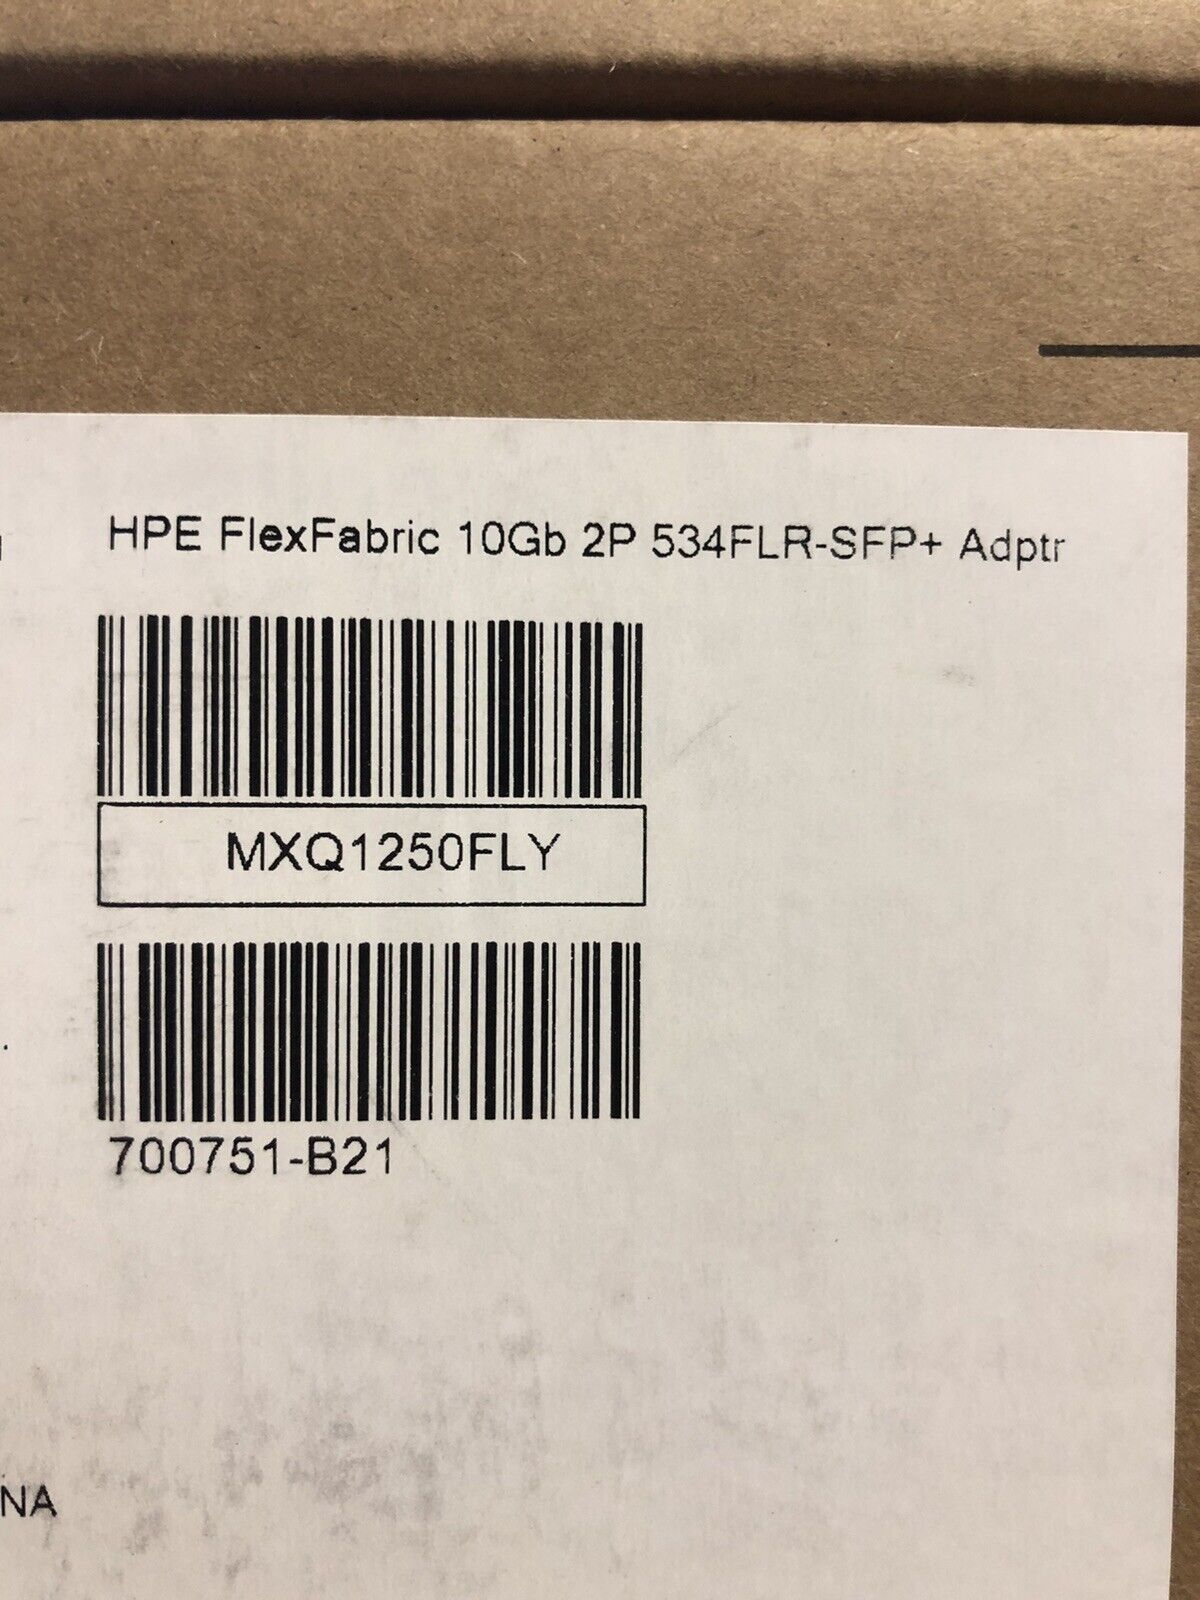 HPE FlexFabric 10Gb 2P 534FLR-SFP+ Adptr
MXQ1250FLY
700751-B21
NA